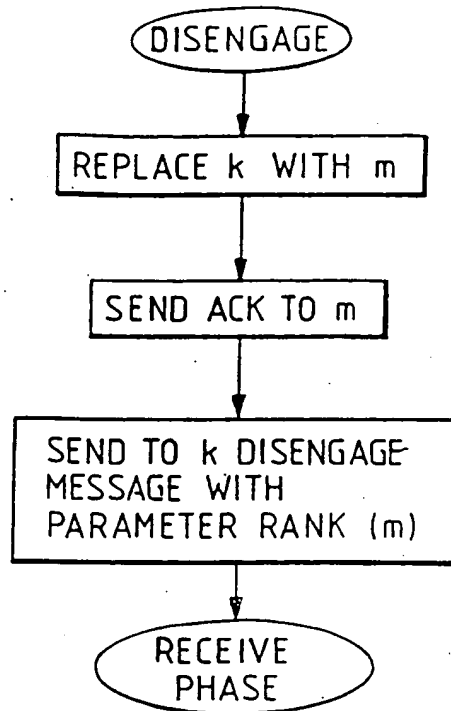 DISENGAGE
REPLACE k WITH m
SEND ACK TO m
SEND TO k DISENGAGE-
MESSAGE WITH
PARAMETER RANK (m)
RECEIVE
PHASE